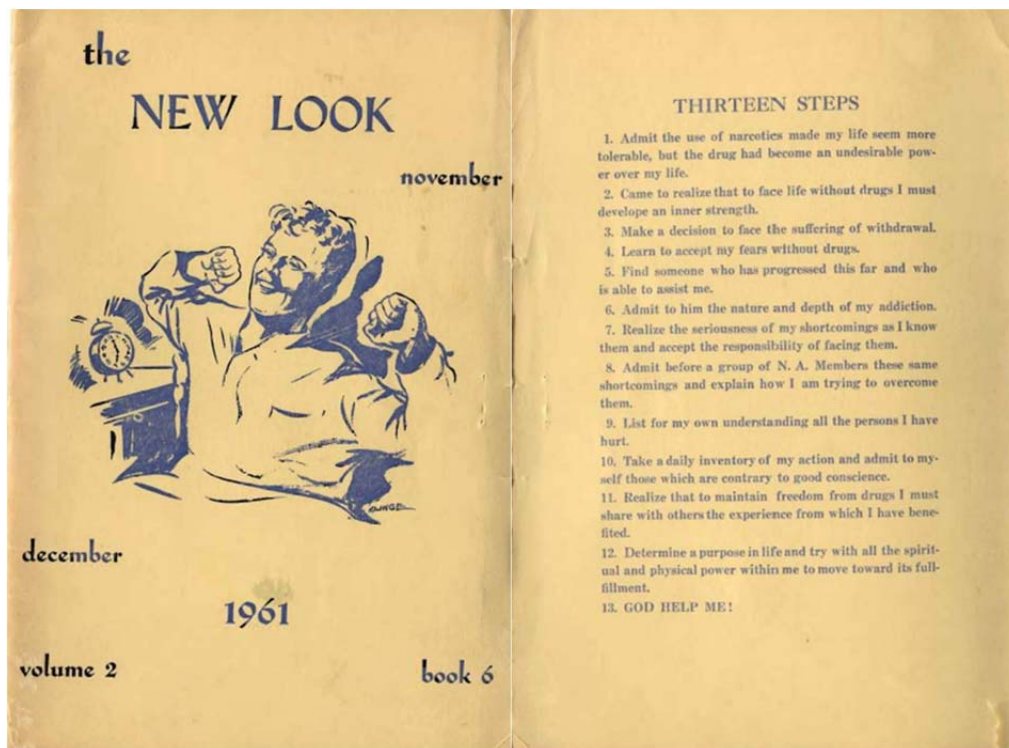 the
NEW LOOK
november
december
1961
volume 2
book 6
THIRTEEN STEPS
1. Admit the use of narcotics made my life seem more
tolerable, but the drug had become an undesirable pow-
er over my life.
2. Came to realize that to face life without drugs I must
develope an inner strength.
3. Make a decision to face the suffering of withdrawal.
4. Learn to accept my fears without drugs.
5. Find someone who has progressed this far and who
is able to assist me.
6. Admit to him the nature and depth of my addiction.
7. Realize the seriousness of my shortcomings as I know
them and accept the responsibility of facing them.
8. Admit before a group of N. A. Members these same
shortcomings and explain how I am trying to overcome
them.
9. List for my own understanding all the persons I have
hurt.
10. Take a daily inventory of my action and admit to my-
self those which are contrary to good conscience.
11. Realize that to maintain freedom from drugs I must
share with others the experience from which I have bene-
fited.
12. Determine a purpose in life and try with all the spirit-
ual and physical power within me to move toward its full-
fillment.
13. GOD HELP ME!